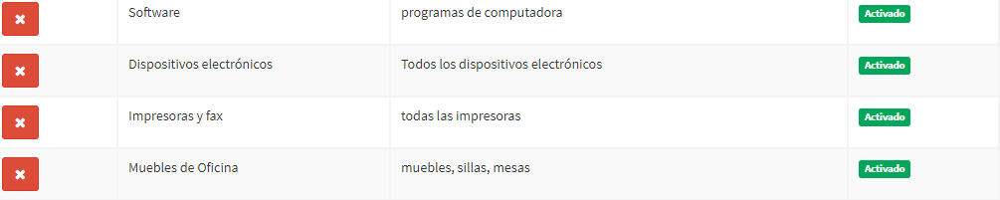 Software programas de computadora Activado
Dispositivos electrónicos Todos los dispositivos electrónicos Activado
Impresoras y fax todas las impresoras Activado
Muebles de Oficina muebles, sillas, mesas Activado